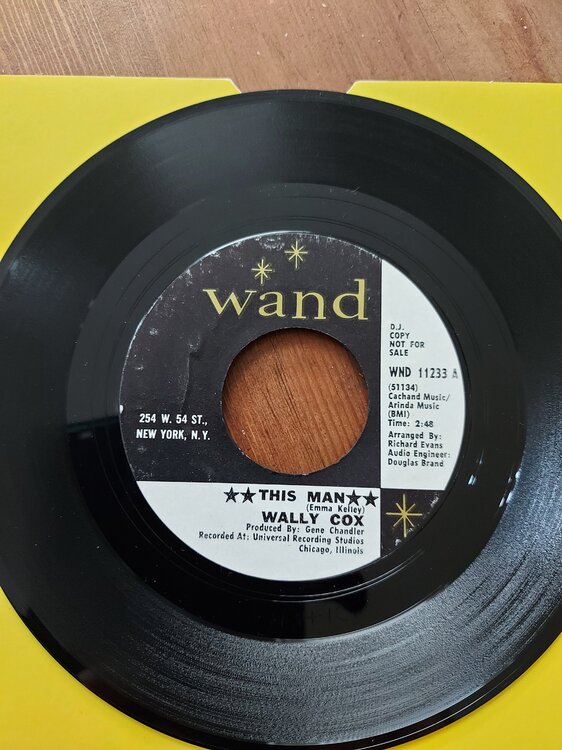 wand
D.J.
COPY
NOT FOR
SALE
WND 11233 A
(51134)
Cachand Music/
Arinda Music
(BMI)
Time: 2:48
Arranged By:
Richard Evans
Audio Engineer:
Douglas Brand
254 W. 54 ST.,
NEW YORK, N.Y.
★★THIS MAN★★
(Emma Kelley)
WALLY COX
Produced By: Gene Chandler
Recorded At: Universal Recording Studios
Chicago, Illinois